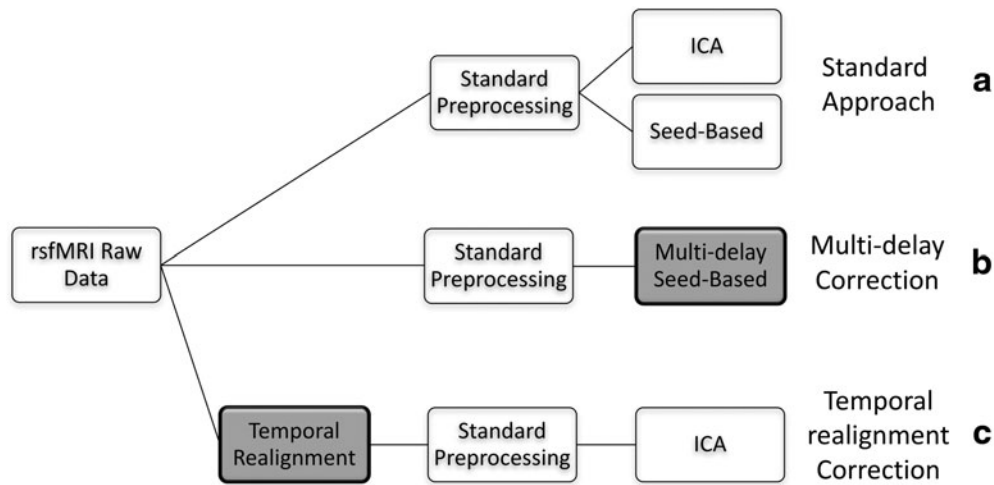 ICA
Standard
Preprocessing
Seed-Based
Standard
Approach
a
rsfMRI Raw
Data
Standard
Preprocessing
Multi-delay
Seed-Based
Multi-delay
Correction
b
Temporal
Realignment
Standard
Preprocessing
ICA
Temporal
realignment
Correction
c